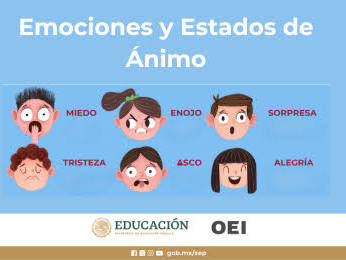 Emociones y Estados de
Ánimo
MIEDO ENOJO SORPRESA
TRISTEZA ASCO ALEGRÍA
EDUCACIÓN OEI
gob.mx/sep